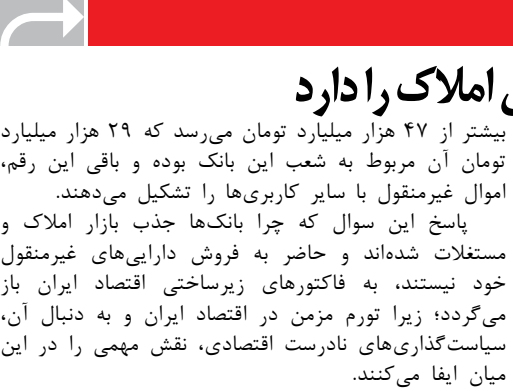 املاک را دارد
بیشتر از ۴۷ هزار میلیارد تومان می‌رسد که ۲۹ هزار میلیارد
تومان آن مربوط به شعب این بانک بوده و باقی این رقم،
اموال غیرمنقول با سایر کاربری‌ها را تشکیل می‌دهند.
پاسخ این سوال که چرا بانک‌ها جذب بازار املاک و
مستغلات شده‌اند و حاضر به فروش دارایی‌های غیرمنقول
خود نیستند، به فاکتورهای زیرساختی اقتصاد ایران باز
می‌گردد؛ زیرا تورم مزمن در اقتصاد ایران و به دنبال آن،
سیاست‌گذاری‌های نادرست اقتصادی، نقش مهمی را در این
میان ایفا می‌کنند.